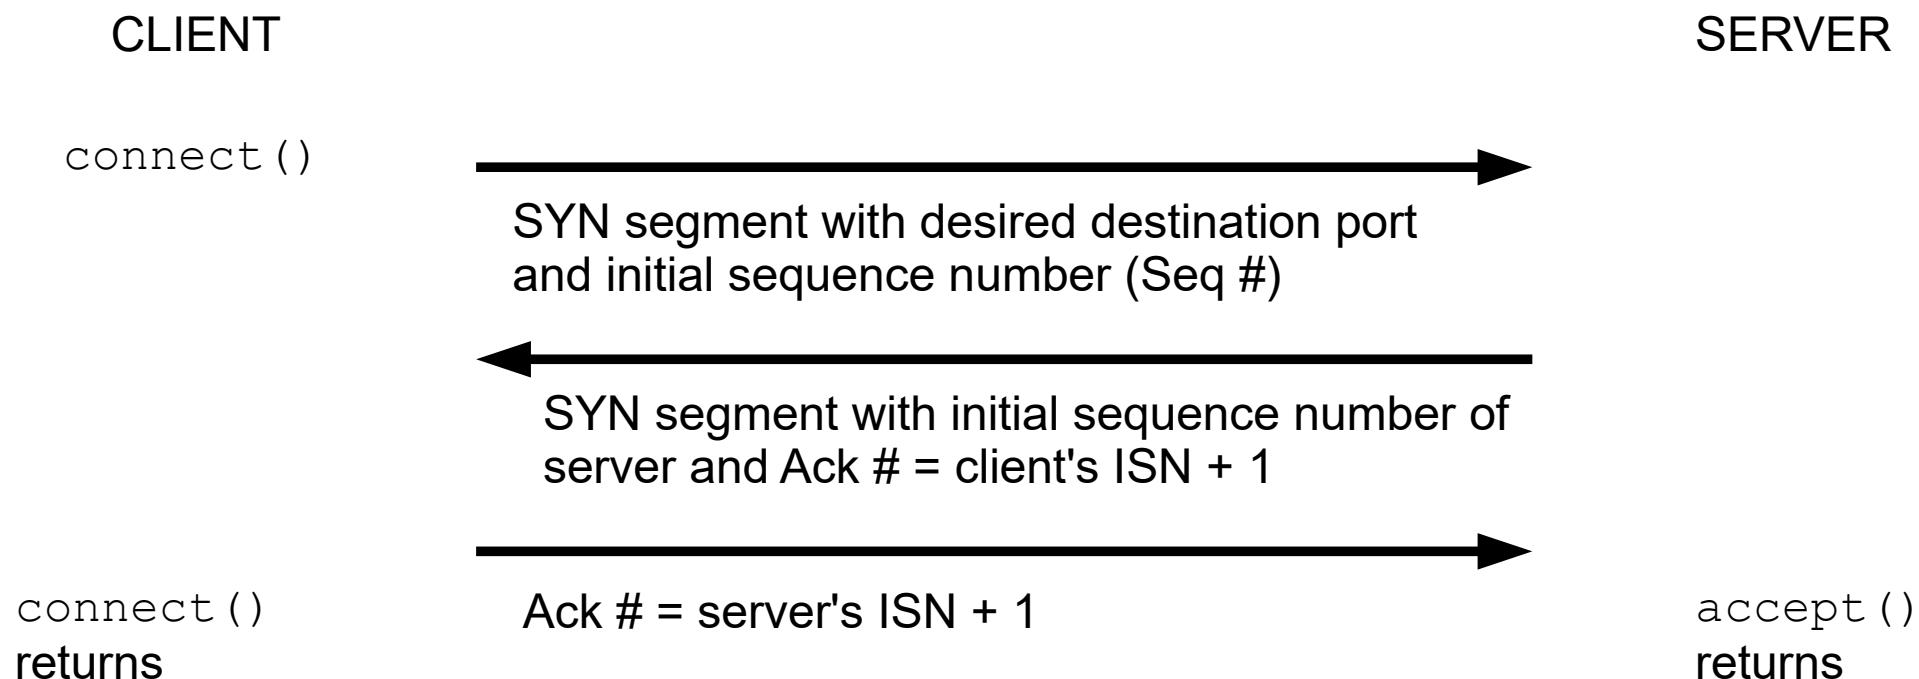 CLIENT
SERVER
connect()
SYN segment with desired destination port
and initial sequence number (Seq #)
SYN segment with initial sequence number of
server and Ack # = client's ISN + 1
connect()
returns
Ack # = server's ISN + 1
accept()
returns